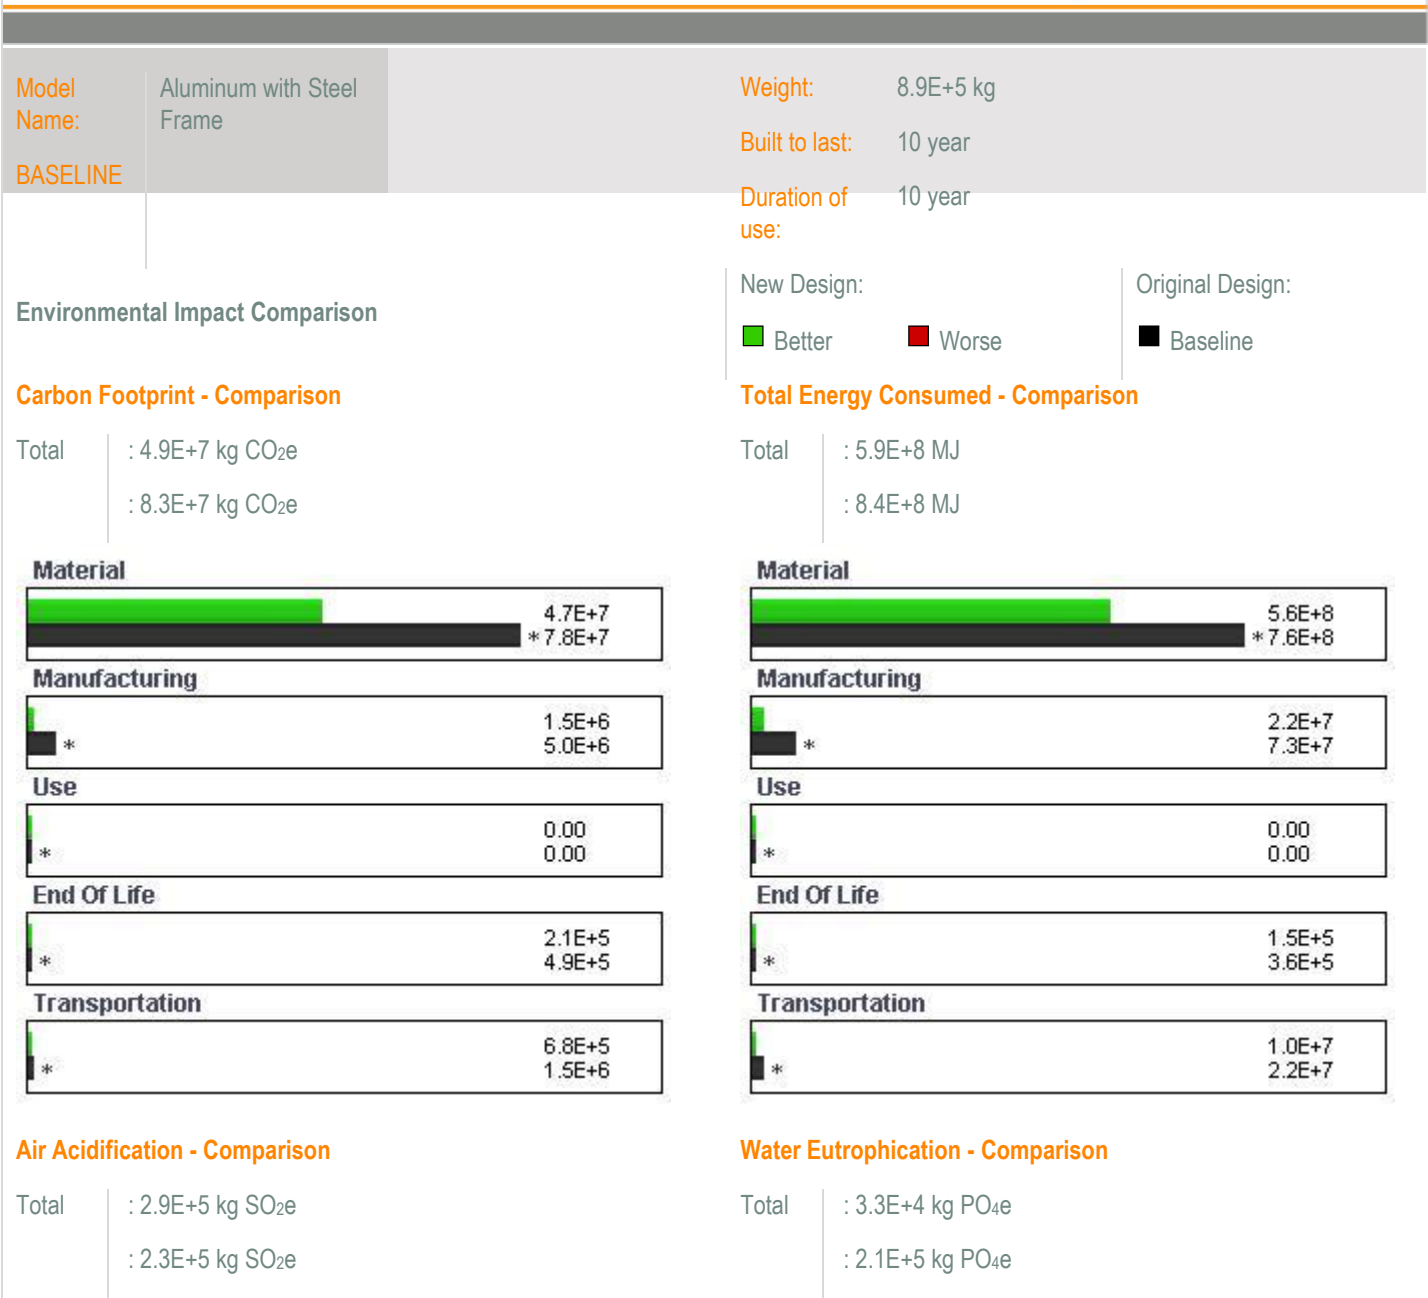 Model Name:
Aluminum with Steel Frame
BASELINE
Weight: 8.9E+5 kg
Built to last: 10 year
Duration of use: 10 year
Environmental Impact Comparison
New Design:
Better Worse
Original Design:
Baseline
Carbon Footprint - Comparison
Total : 4.9E+7 kg CO2e
: 8.3E+7 kg CO2e
Material
4.7E+7
*7.8E+7
Manufacturing
1.5E+6
* 5.0E+6
Use
0.00
* 0.00
End Of Life
2.1E+5
* 4.9E+5
Transportation
6.8E+5
* 1.5E+6
Total Energy Consumed - Comparison
Total : 5.9E+8 MJ
: 8.4E+8 MJ
Material
5.6E+8
*7.6E+8
Manufacturing
2.2E+7
* 7.3E+7
Use
0.00
* 0.00
End Of Life
1.5E+5
* 3.6E+5
Transportation
1.0E+7
* 2.2E+7
Air Acidification - Comparison
Total : 2.9E+5 kg SO2e
: 2.3E+5 kg SO2e
Water Eutrophication - Comparison
Total : 3.3E+4 kg PO4e
: 2.1E+5 kg PO4e